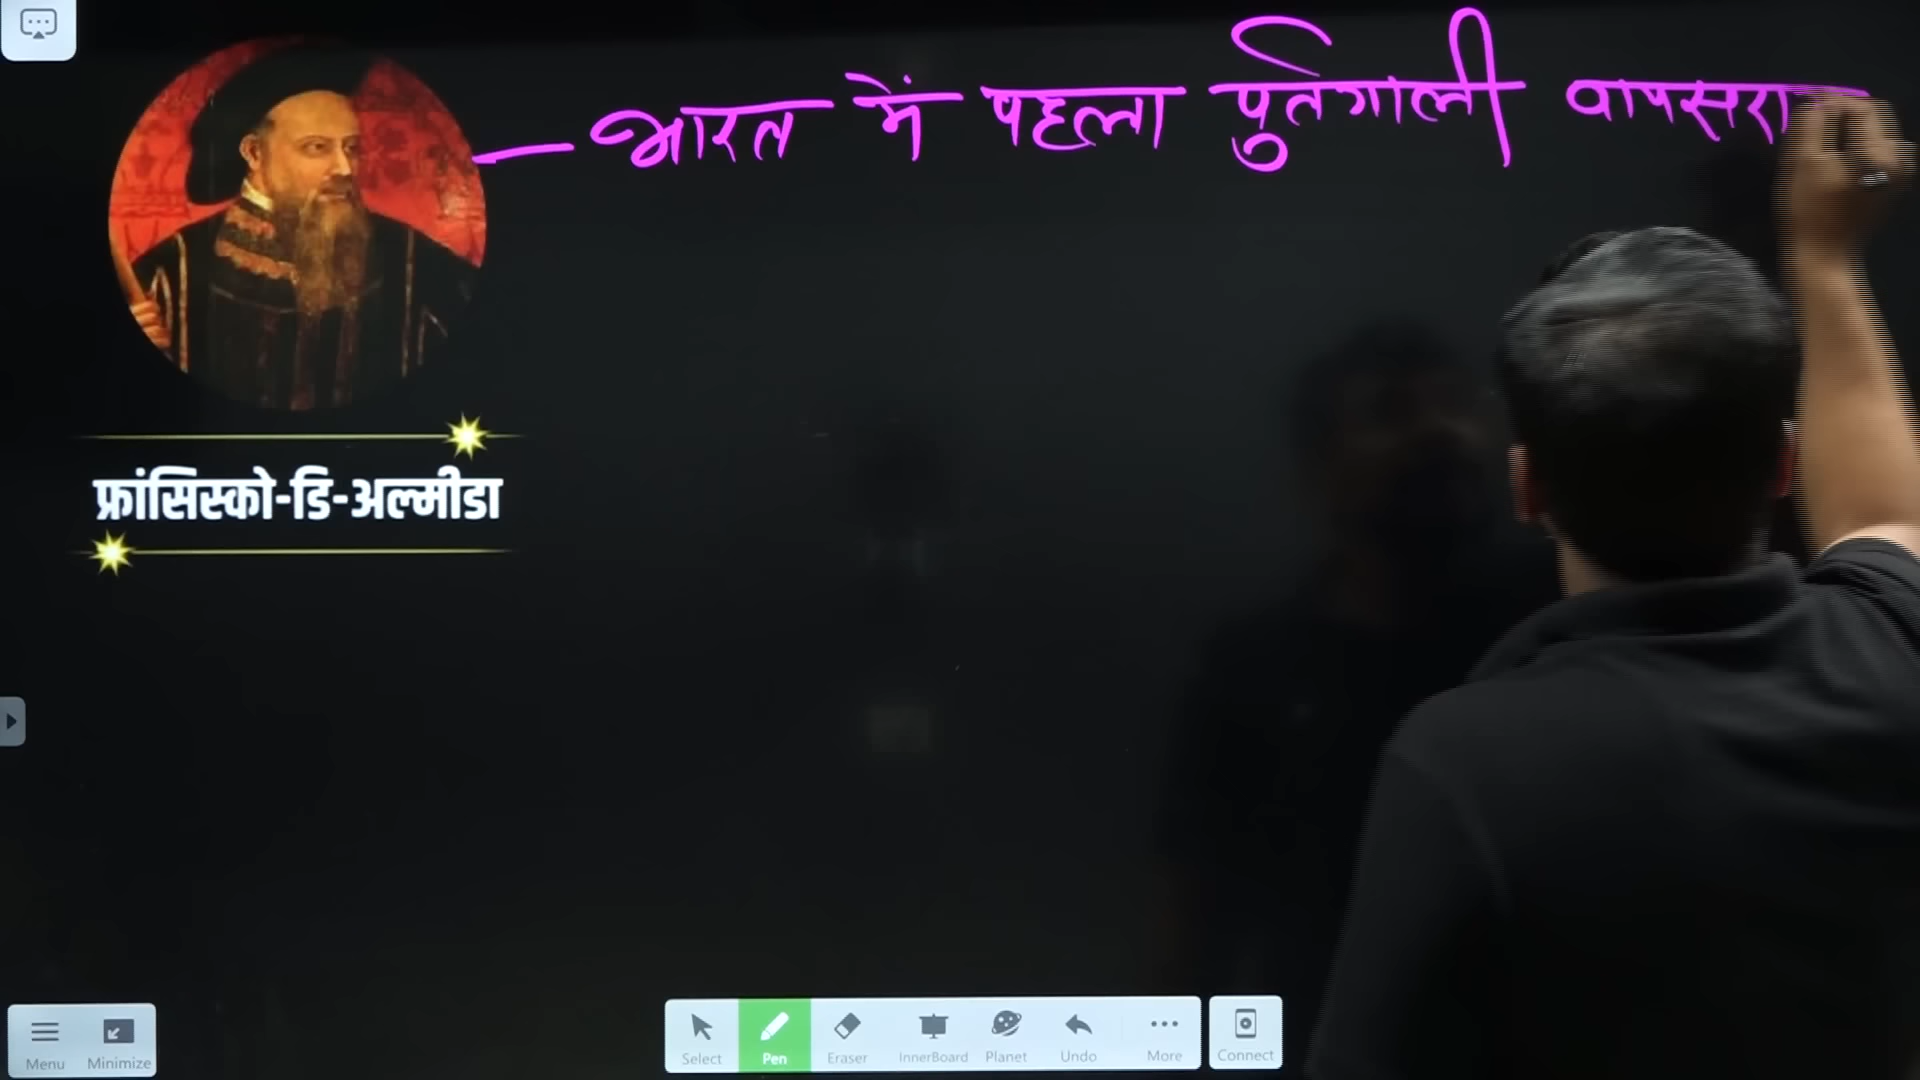 भारत में पहला पुर्तगाली वायसरा
फ्रांसिस्को-डि-अल्मीडा
Menu
Minimize
Select
Pen
Eraser
InnerBoard
Planet
Undo
More
Connect